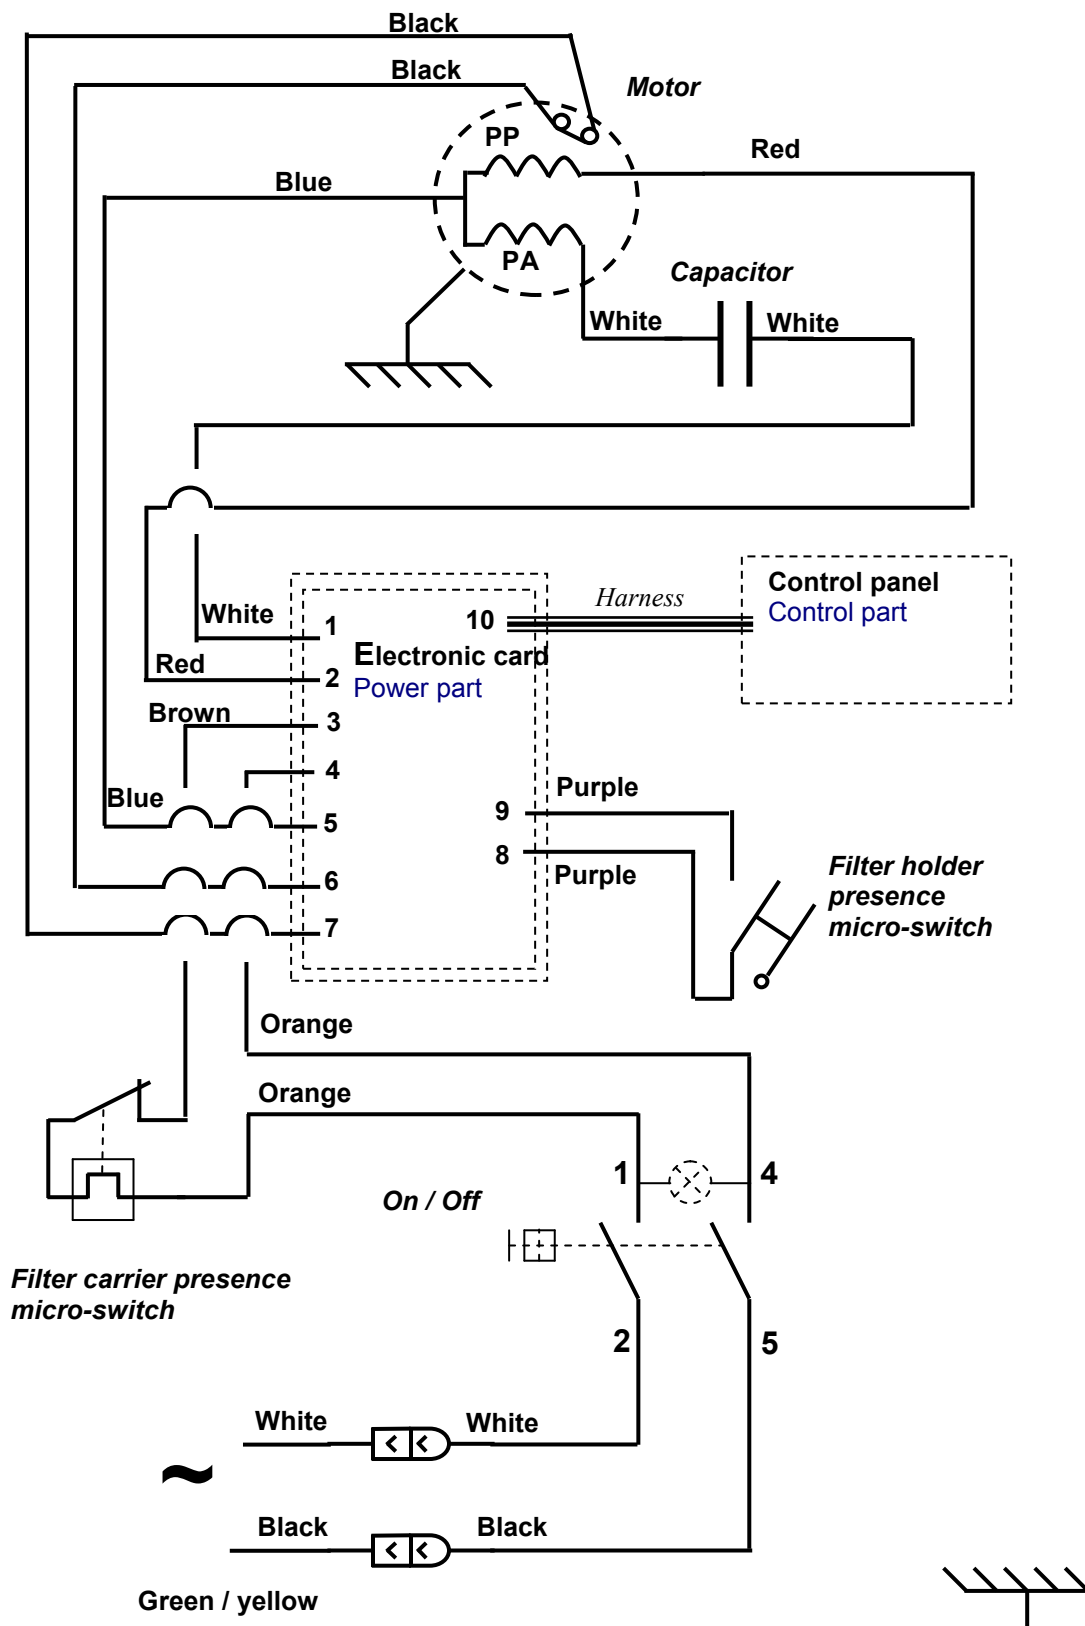 Black
Black
Motor
PP
Red
Blue
PA
Capacitor
White
White
Control panel
Harness
Control part
White
1
10
Electronic card
Red
2
Power part
Brown
3
4
Purple
Blue
9
5
8
Purple
Filter holder
presence
micro-switch
6
7
Orange
Orange
1
4
On / Off
Filter carrier presence
micro-switch
2
5
White
White
~
Black
Black
Green / yellow